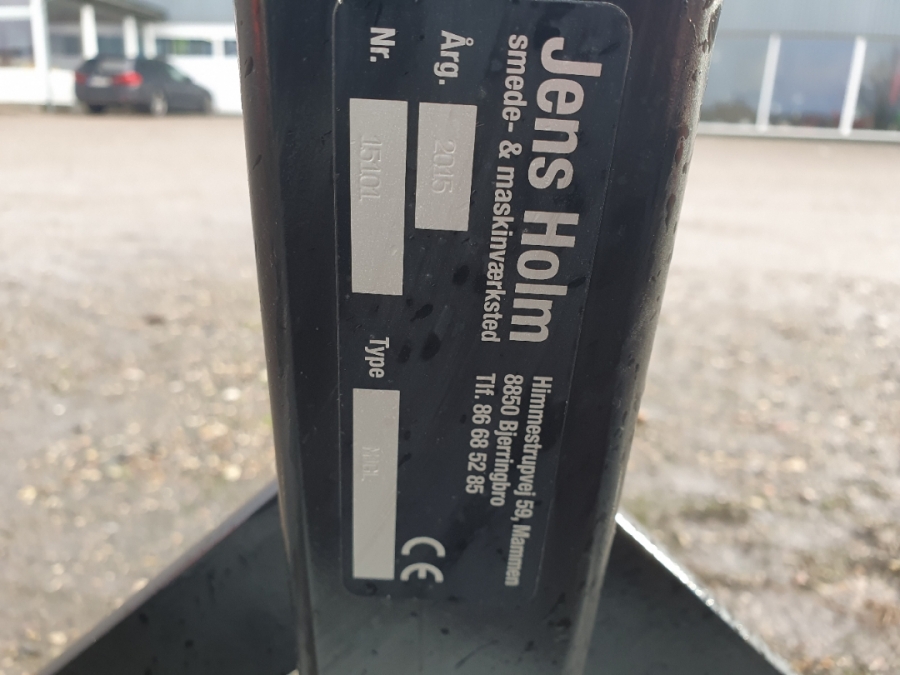 Jens Holm
smede- & maskinværksted
Himmestrupvej 59, Mammen
8850 Bjerringbro
Tlf. 86 68 52 85
Årg. 2015
Nr. 15101
Type
CE